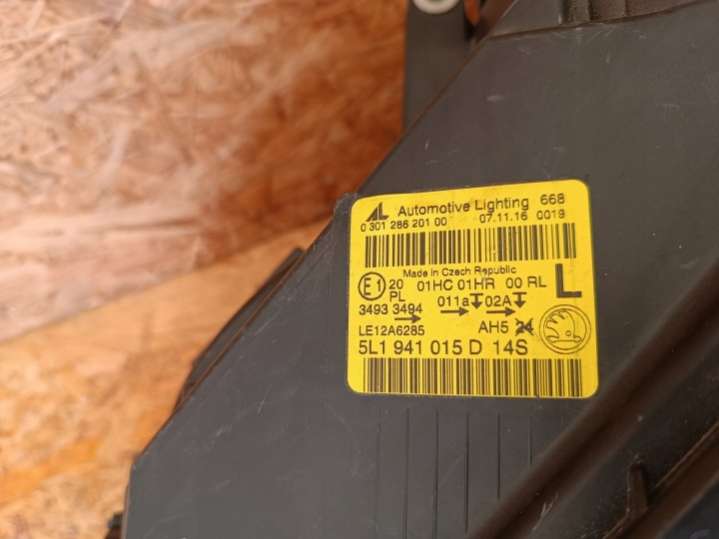 AL Automotive Lighting 668
0 301 286 201 00 07.11.16 0019
Made in Czech Republic
E1 20 01HC 01HR 00 RL L
PL 011a 02A
3493 3494
LE12A6285 AH5 24
5L1 941 015 D 14S